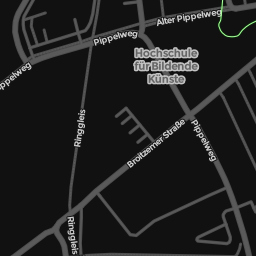 Alter Pippelweg
Pippelweg
Hochschule
für Bildende
Künste
Pippelweg
Ringgleis
Broitzemer Straße
Pippelweg
Ringgleis